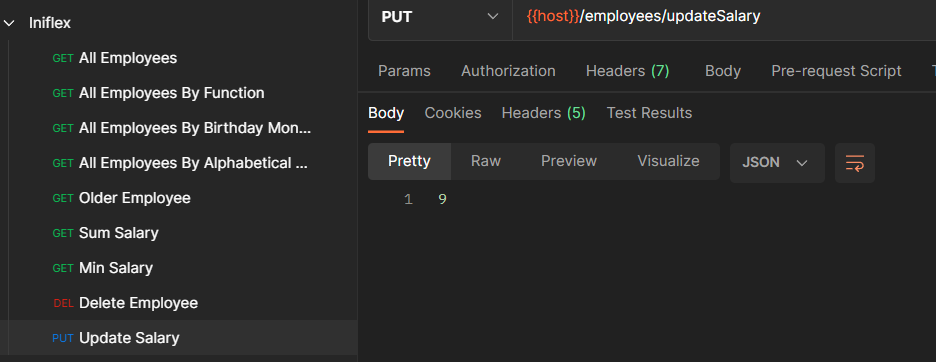 Iniflex
GET All Employees
GET All Employees By Function
GET All Employees By Birthday Mon...
GET All Employees By Alphabetical ...
GET Older Employee
GET Sum Salary
GET Min Salary
DEL Delete Employee
PUT Update Salary
PUT {{host}}/employees/updateSalary
Params Authorization Headers (7) Body Pre-request Script
Body Cookies Headers (5) Test Results
Pretty Raw Preview Visualize JSON
1 9